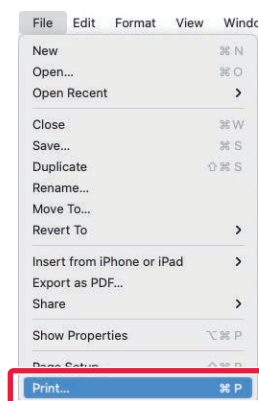 File Edit Format View Windo
New ⌘ N
Open... ⌘ O
Open Recent >
Close ⌘ W
Save... ⌘ S
Duplicate ⇧ ⌘ S
Rename...
Move To...
Revert To >
Insert from iPhone or iPad >
Export as PDF...
Share >
Show Properties ⌥ ⌘ P
Page Setup ⇧ ⌘ P
Print... ⌘ P